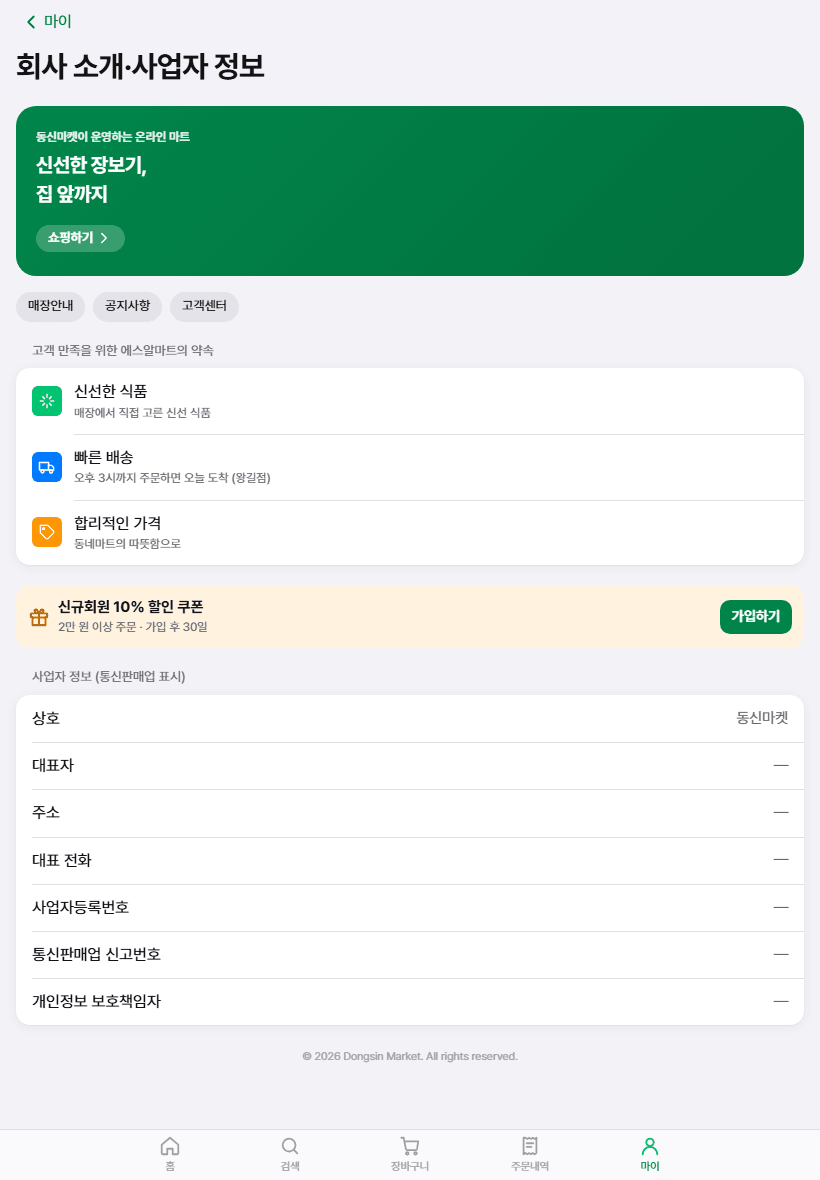 마이
회사 소개·사업자 정보
동신마켓이 운영하는 온라인 마트
신선한 장보기,
집 앞까지
쇼핑하기
매장안내 공지사항 고객센터
고객 만족을 위한 에스알마트의 약속
신선한 식품
매장에서 직접 고른 신선 식품
빠른 배송
오후 3시까지 주문하면 오늘 도착 (왕길점)
합리적인 가격
동네마트의 따뜻함으로
신규회원 10% 할인 쿠폰
2만 원 이상 주문 · 가입 후 30일
가입하기
사업자 정보 (통신판매업 표시)
상호 동신마켓
대표자 —
주소 —
대표 전화 —
사업자등록번호 —
통신판매업 신고번호 —
개인정보 보호책임자 —
© 2026 Dongsin Market. All rights reserved.
홈 검색 장바구니 주문내역 마이